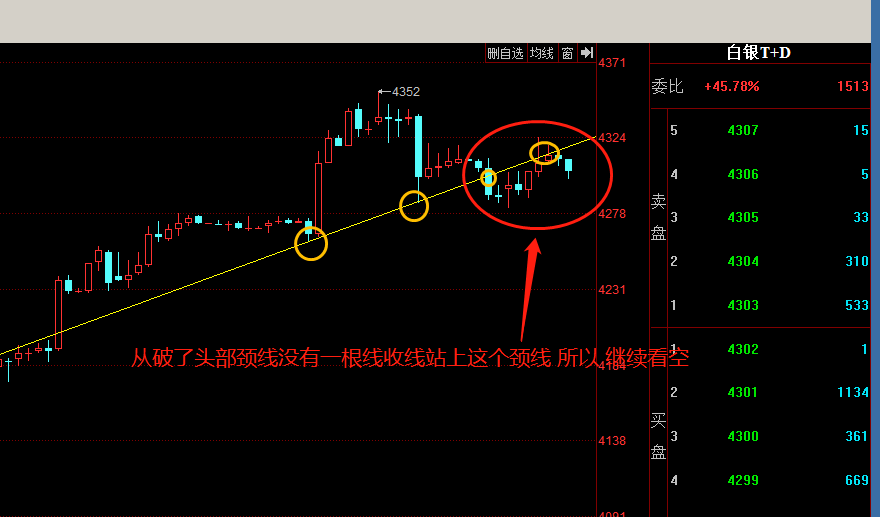 删自选 均线 窗
白银T+D
4371
委比 +45.78% 1513
4352
5 4307 15
4324
4 4306 5
卖盘
3 4305 33
4278
2 4304 310
4231
1 4303 533
从破了头部颈线没有一根线收线站上这个颈线 所以 继续看空
1 4302 1
4184
2 4301 1134
买盘
3 4300 361
4138
4 4299 669
4091